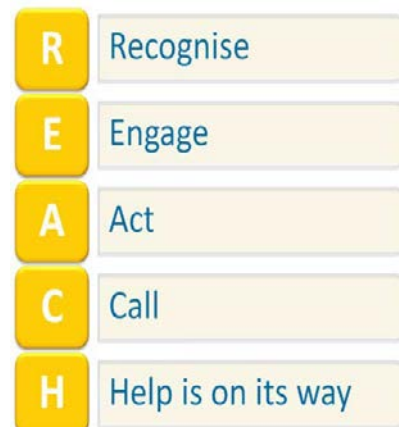 R Recognise
E Engage
A Act
C Call
H Help is on its way